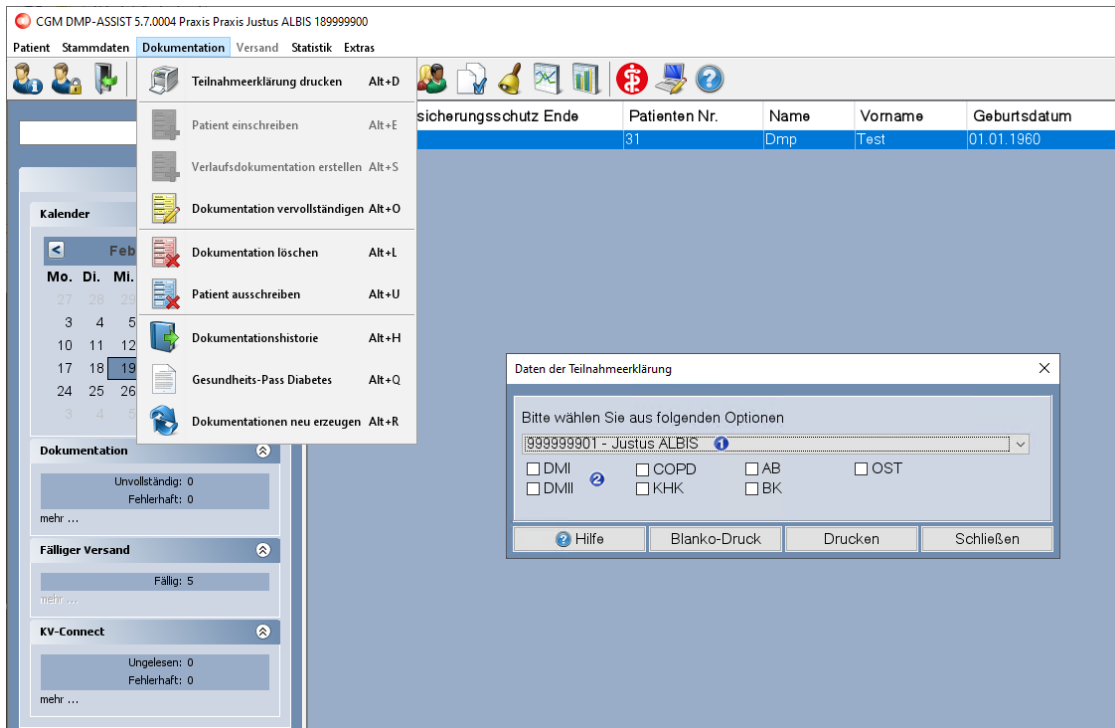 CGM DMP-ASSIST 5.7.0004 Praxis Praxis Justus ALBIS 189999900
Patient Stammdaten Dokumentation Versand Statistik Extras
Teilnahmeerklärung drucken Alt+D
Patient einschreiben Alt+E
Verlaufsdokumentation erstellen Alt+S
Dokumentation vervollständigen Alt+O
Dokumentation löschen Alt+L
Patient ausschreiben Alt+U
Dokumentationshistorie Alt+H
Gesundheits-Pass Diabetes Alt+Q
Dokumentationen neu erzeugen Alt+R
sicherungsschutz Ende Patienten Nr. Name Vorname Geburtsdatum
31 Dmp Test 01.01.1960
Kalender
< Feb
Mo. Di. Mi.
27 28 29
3 4 5
10 11 12
17 18 19
24 25 26
3 4 5
Dokumentation
Unvollständig: 0
Fehlerhaft: 0
mehr ...
Fälliger Versand
Fällig: 5
mehr ...
KV-Connect
Ungelesen: 0
Fehlerhaft: 0
mehr ...
Daten der Teilnahmeerklärung
Bitte wählen Sie aus folgenden Optionen
999999901 - Justus ALBIS 1
DMI COPD AB OST
2
DMII KHK BK
? Hilfe Blanko-Druck Drucken Schließen